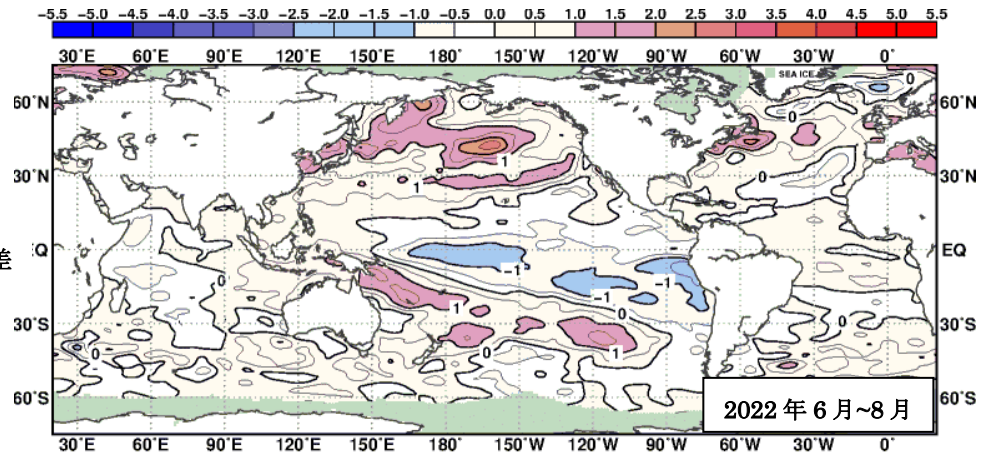 −5.5 −5.0 −4.5 −4.0 −3.5 −3.0 −2.5 −2.0 −1.5 −1.0 −0.5 0.0 0.5 1.0 1.5 2.0 2.5 3.0 3.5 4.0 4.5 5.0 5.5
30˚E 60˚E 90˚E 120˚E 150˚E 180˚ 150˚W 120˚W 90˚W 60˚W 30˚W 0˚
SEA ICE
0
60˚N 60˚N
0
1
30˚N 0 30˚N
1
Q EQ
差
−1
0 −1
−1
1 0
30˚S 0 30˚S
0 0 1
60˚S 60˚S
2022年6月~8月
30˚E 60˚E 90˚E 120˚E 150˚E 180˚ 150˚W 120˚W 90˚W 60˚W 30˚W 0˚